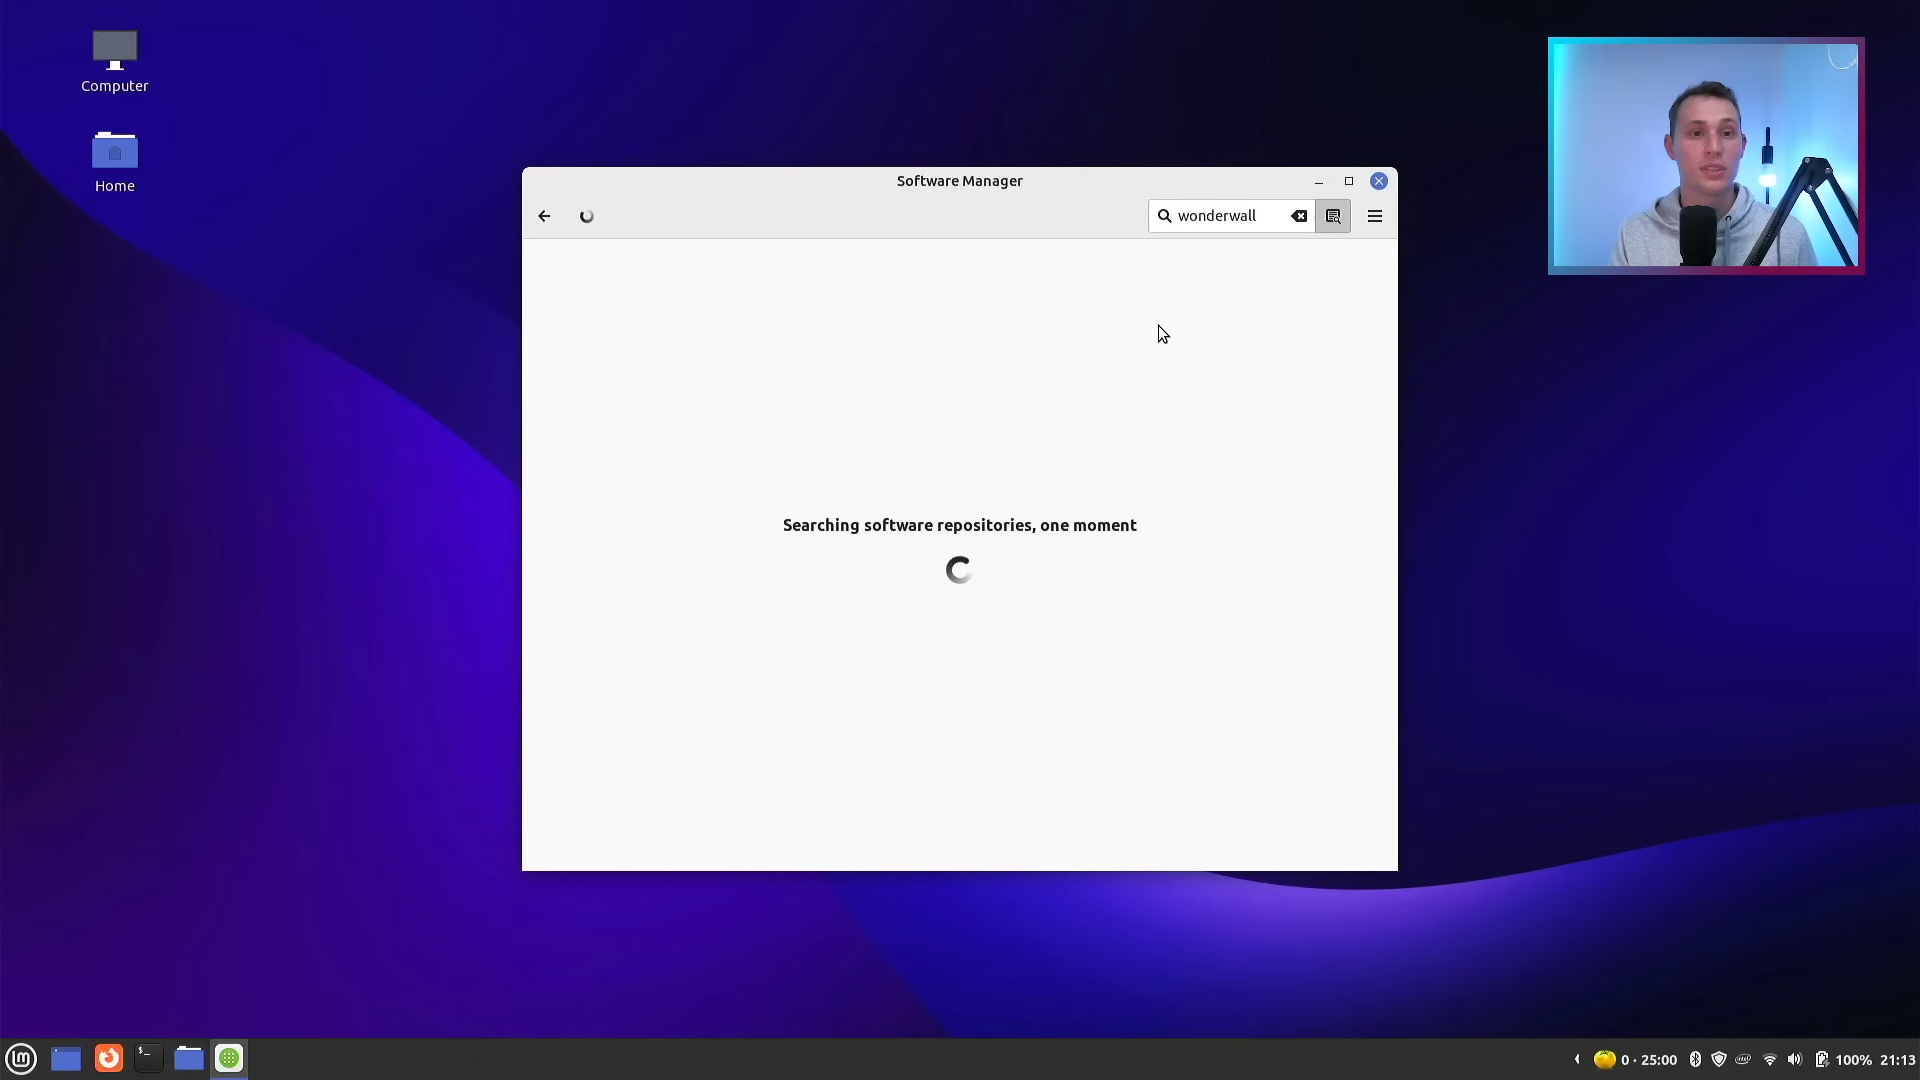 Computer
Home
Software Manager
wonderwall
Searching software repositories, one moment
0 · 25:00
100%
21:13